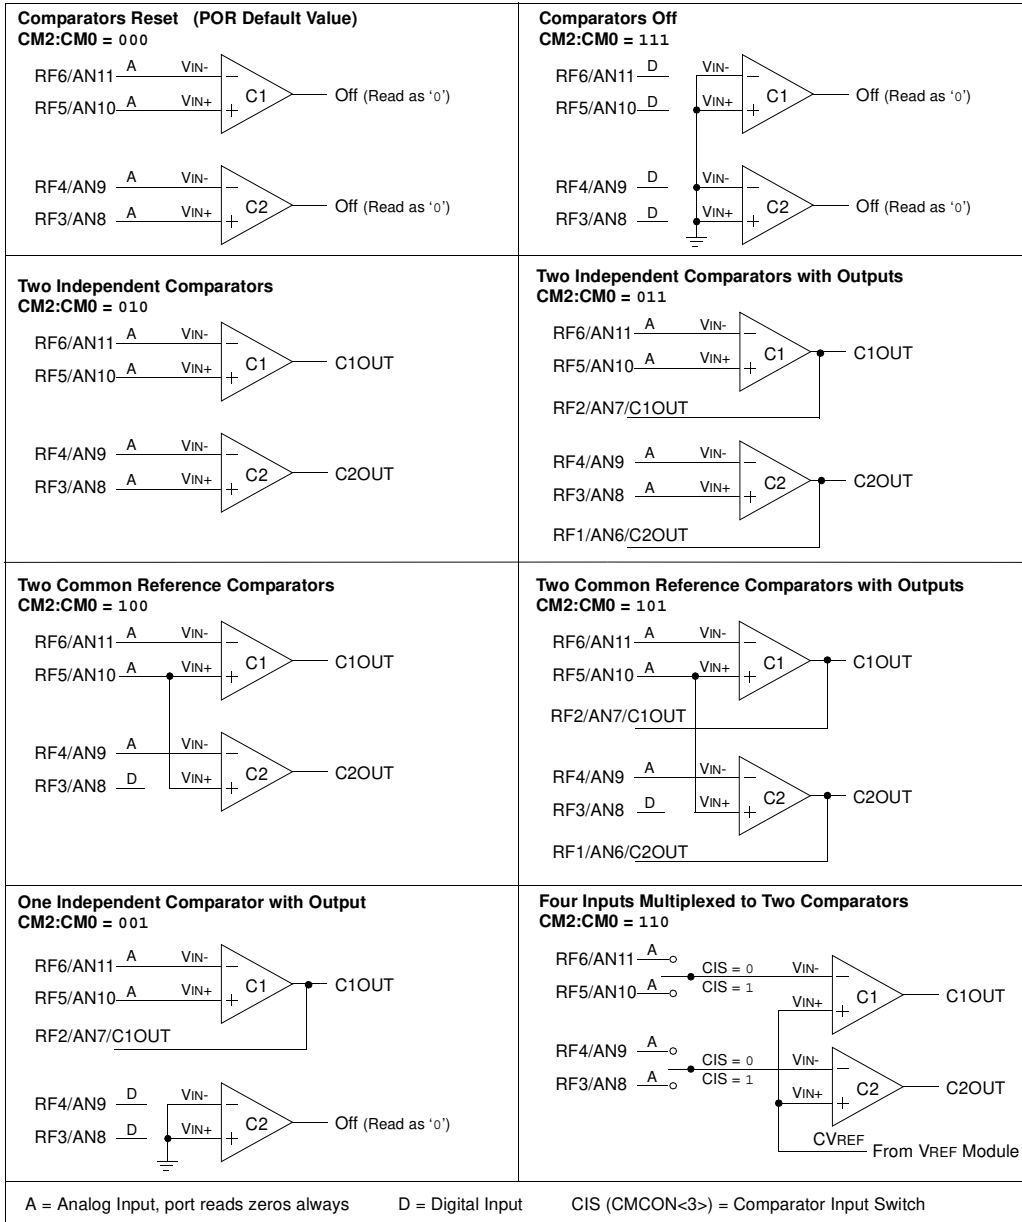 Comparators Reset (POR Default Value)
CM2:CM0 = 000
RF6/AN11 A VIN-
RF5/AN10 A VIN+
C1
Off (Read as ‘0’)
RF4/AN9 A VIN-
RF3/AN8 A VIN+
C2
Off (Read as ‘0’)
Comparators Off
CM2:CM0 = 111
RF6/AN11 D VIN-
RF5/AN10 D VIN+
C1
Off (Read as ‘0’)
RF4/AN9 D VIN-
RF3/AN8 D VIN+
C2
Off (Read as ‘0’)
Two Independent Comparators
CM2:CM0 = 010
RF6/AN11 A VIN-
RF5/AN10 A VIN+
C1
C1OUT
RF4/AN9 A VIN-
RF3/AN8 A VIN+
C2
C2OUT
Two Independent Comparators with Outputs
CM2:CM0 = 011
RF6/AN11 A VIN-
RF5/AN10 A VIN+
C1
C1OUT
RF2/AN7/C1OUT
RF4/AN9 A VIN-
RF3/AN8 A VIN+
C2
C2OUT
RF1/AN6/C2OUT
Two Common Reference Comparators
CM2:CM0 = 100
RF6/AN11 A VIN-
RF5/AN10 A VIN+
C1
C1OUT
RF4/AN9 A VIN-
RF3/AN8 D VIN+
C2
C2OUT
Two Common Reference Comparators with Outputs
CM2:CM0 = 101
RF6/AN11 A VIN-
RF5/AN10 A VIN+
C1
C1OUT
RF2/AN7/C1OUT
RF4/AN9 A VIN-
RF3/AN8 D VIN+
C2
C2OUT
RF1/AN6/C2OUT
One Independent Comparator with Output
CM2:CM0 = 001
RF6/AN11 A VIN-
RF5/AN10 A VIN+
C1
C1OUT
RF2/AN7/C1OUT
RF4/AN9 D VIN-
RF3/AN8 D VIN+
C2
Off (Read as ‘0’)
Four Inputs Multiplexed to Two Comparators
CM2:CM0 = 110
RF6/AN11 A
CIS = 0 VIN-
RF5/AN10 A
CIS = 1
VIN+
C1
C1OUT
RF4/AN9 A
CIS = 0 VIN-
RF3/AN8 A
CIS = 1
VIN+
C2
C2OUT
CVREF
From VREF Module
A = Analog Input, port reads zeros always D = Digital Input CIS (CMCON<3>) = Comparator Input Switch